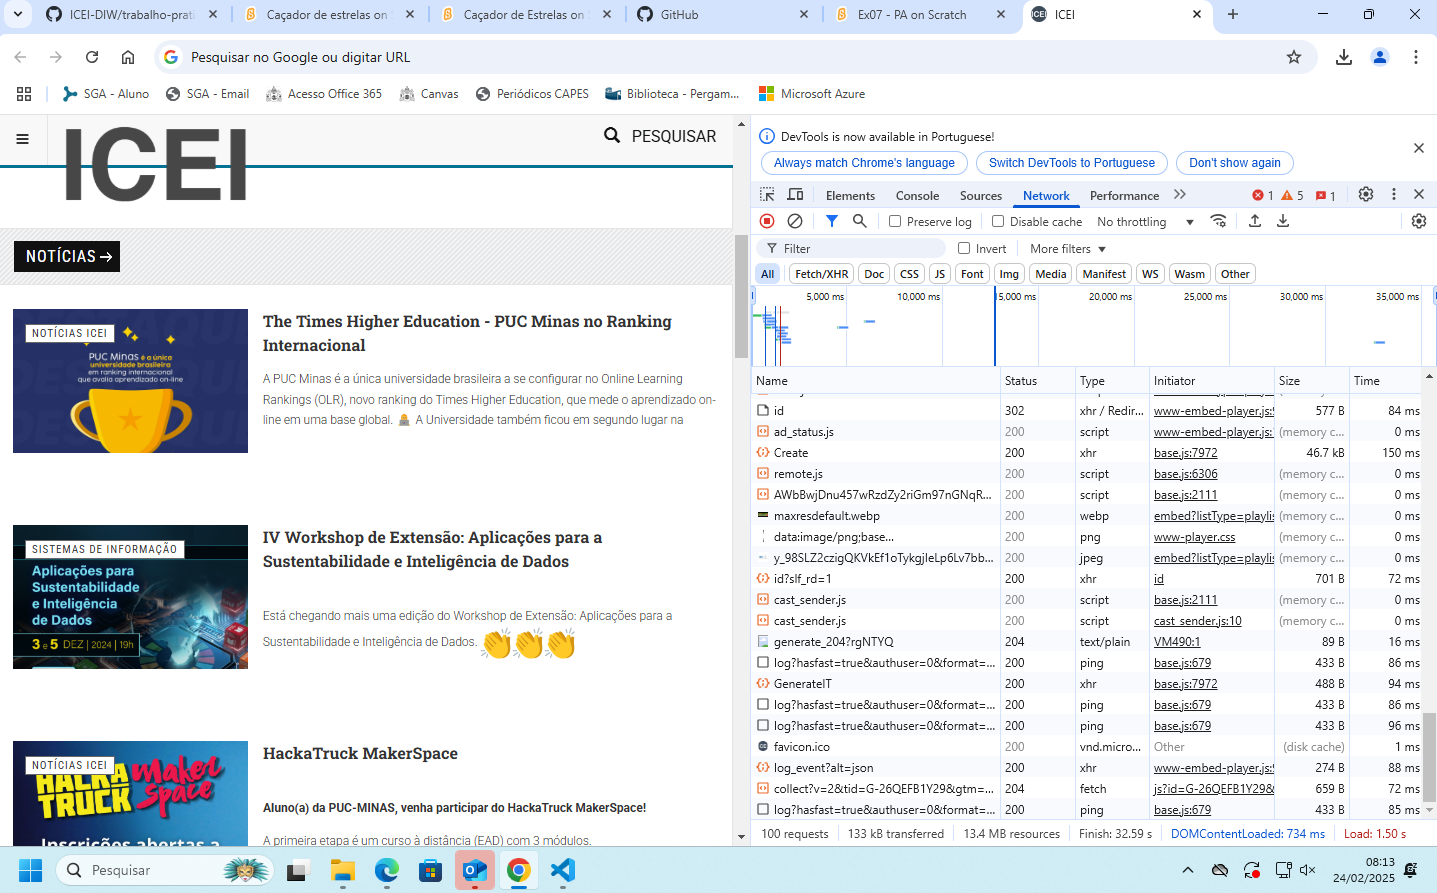 ICEI-DIW/trabalho-prati
Caçador de estrelas on
Caçador de Estrelas on S
GitHub
Ex07 - PA on Scratch
ICEI
Pesquisar no Google ou digitar URL
SGA - Aluno
SGA - Email
Acesso Office 365
Canvas
Periódicos CAPES
Biblioteca - Pergam...
Microsoft Azure
ICEI
PESQUISAR
NOTÍCIAS
NOTÍCIAS ICEI
PUC Minas é a única
universidade brasileira
em ranking internacional
que avalia aprendizado on-line
The Times Higher Education - PUC Minas no Ranking
Internacional
A PUC Minas é a única universidade brasileira a se configurar no Online Learning
Rankings (OLR), novo ranking do Times Higher Education, que mede o aprendizado on-
line em uma base global. A Universidade também ficou em segundo lugar na
SISTEMAS DE INFORMAÇÃO
Aplicações para
Sustentabilidade
e Inteligência
de Dados
3 e 5 DEZ | 2024 | 19h
IV Workshop de Extensão: Aplicações para a
Sustentabilidade e Inteligência de Dados
Está chegando mais uma edição do Workshop de Extensão: Aplicações para a
Sustentabilidade e Inteligência de Dados.
NOTÍCIAS ICEI
HACKA
TRUCK
Maker
Space
Inscrições abertas a
HackaTruck MakerSpace
Aluno(a) da PUC-MINAS, venha participar do HackaTruck MakerSpace!
A primeira etapa é um curso à distância (EAD) com 3 módulos.
DevTools is now available in Portuguese!
Always match Chrome's language
Switch DevTools to Portuguese
Don't show again
Elements
Console
Sources
Network
Performance
1
5
1
Preserve log
Disable cache
No throttling
Filter
Invert
More filters
All
Fetch/XHR
Doc
CSS
JS
Font
Img
Media
Manifest
WS
Wasm
Other
5,000 ms
10,000 ms
15,000 ms
20,000 ms
25,000 ms
30,000 ms
35,000 ms
Name Status Type Initiator Size Time
id 302 xhr / Redir... www-embed-player.js:9 577 B 84 ms
ad_status.js 200 script www-embed-player.js: (memory c... 0 ms
Create 200 xhr base.js:7972 46.7 kB 150 ms
remote.js 200 script base.js:6306 (memory c... 0 ms
AWbBwjDnu457wRzdZy2riGm97nGNqR... 200 script base.js:2111 (memory c... 0 ms
maxresdefault.webp 200 webp embed?listType=playlis (memory c... 0 ms
data:image/png;base... 200 png www-player.css (memory c... 0 ms
y_98SLZ2czigQKVkEf1oTykgjIeLp6Lv7bb... 200 jpeg embed?listType=playlis (memory c... 0 ms
id?slf_rd=1 200 xhr id 701 B 72 ms
cast_sender.js 200 script base.js:2111 (memory c... 0 ms
cast_sender.js 200 script cast_sender.js:10 (memory c... 0 ms
generate_204?rgNTYQ 204 text/plain VM490:1 89 B 16 ms
log?hasfast=true&authuser=0&format=... 200 ping base.js:679 433 B 86 ms
GenerateIT 200 xhr base.js:7972 488 B 94 ms
log?hasfast=true&authuser=0&format=... 200 ping base.js:679 433 B 86 ms
log?hasfast=true&authuser=0&format=... 200 ping base.js:679 433 B 96 ms
favicon.ico 200 vnd.micro... Other (disk cache) 1 ms
log_event?alt=json 200 xhr www-embed-player.js:9 274 B 88 ms
collect?v=2&tid=G-26QEFB1Y29&gtm=... 204 fetch js?id=G-26QEFB1Y29& 659 B 72 ms
log?hasfast=true&authuser=0&format=... 200 ping base.js:679 433 B 85 ms
100 requests
133 kB transferred
13.4 MB resources
Finish: 32.59 s
DOMContentLoaded: 734 ms
Load: 1.50 s
Pesquisar
08:13
24/02/2025